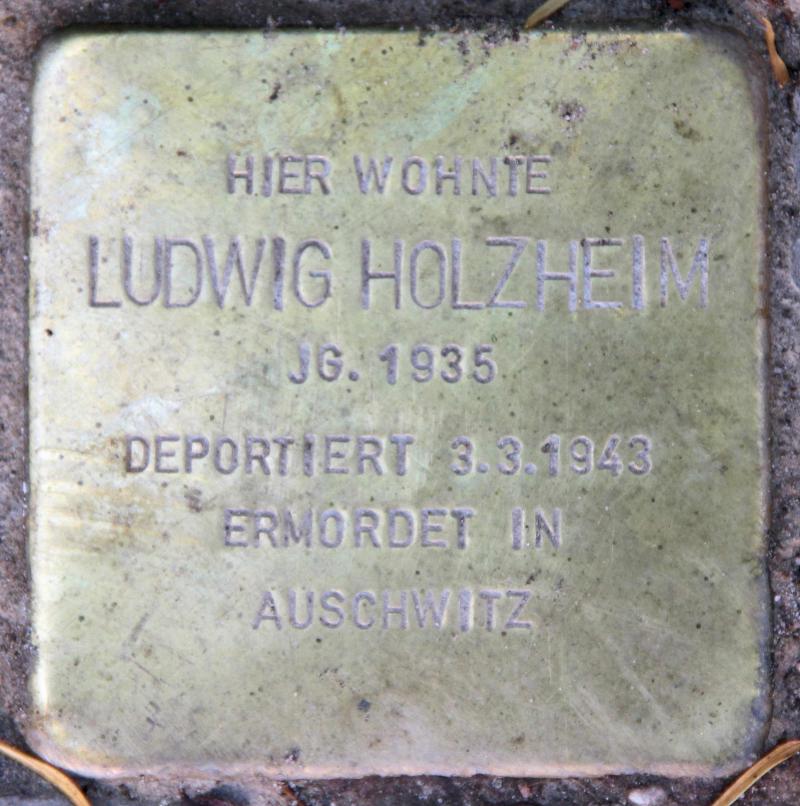 HIER WOHNTE
LUDWIG HOLZHEIM
JG. 1935
DEPORTIERT 3.3.1943
ERMORDET IN
AUSCHWITZ